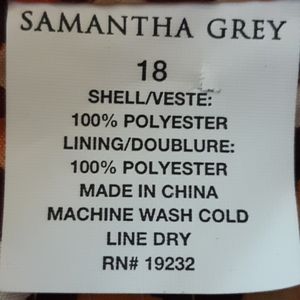 SAMANTHA GREY
18
SHELL/VESTE:
100% POLYESTER
LINING/DOUBLURE:
100% POLYESTER
MADE IN CHINA
MACHINE WASH COLD
LINE DRY
RN# 19232